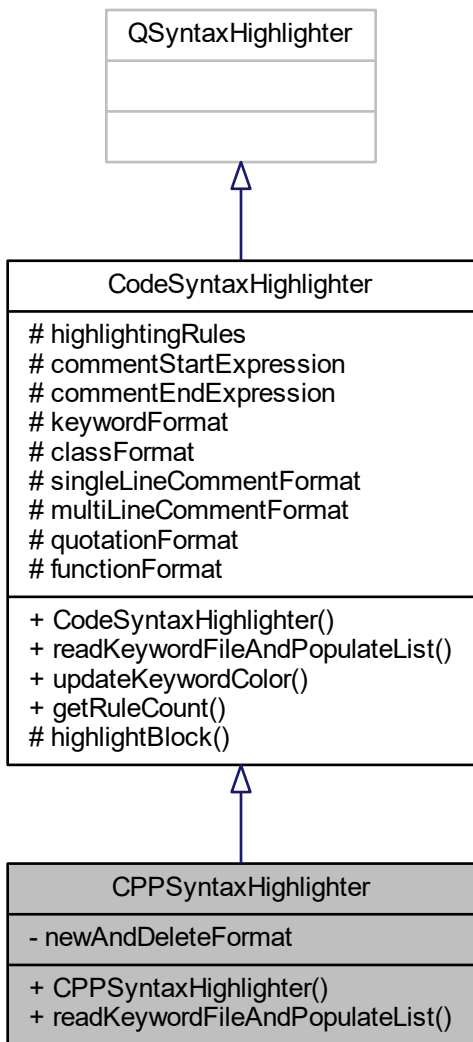 QSyntaxHighlighter
CodeSyntaxHighlighter
# highlightingRules
# commentStartExpression
# commentEndExpression
# keywordFormat
# classFormat
# singleLineCommentFormat
# multiLineCommentFormat
# quotationFormat
# functionFormat
+ CodeSyntaxHighlighter()
+ readKeywordFileAndPopulateList()
+ updateKeywordColor()
+ getRuleCount()
# highlightBlock()
CPPSyntaxHighlighter
- newAndDeleteFormat
+ CPPSyntaxHighlighter()
+ readKeywordFileAndPopulateList()